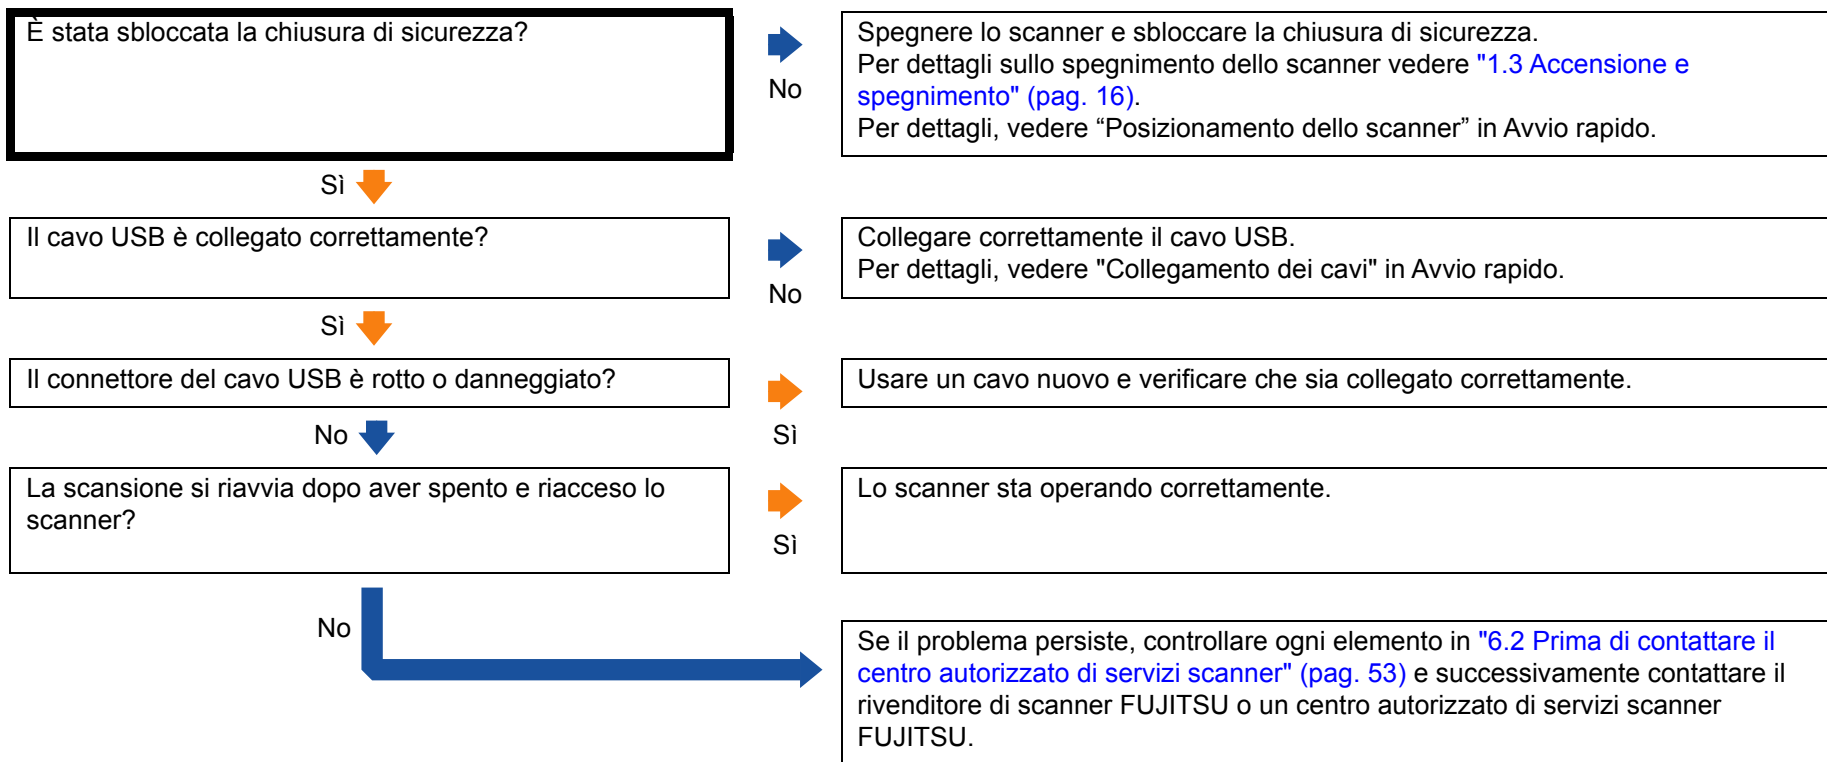 È stata sbloccata la chiusura di sicurezza?
No
Spegnere lo scanner e sbloccare la chiusura di sicurezza.
Per dettagli sullo spegnimento dello scanner vedere "1.3 Accensione e
spegnimento" (pag. 16).
Per dettagli, vedere “Posizionamento dello scanner” in Avvio rapido.
Sì
Il cavo USB è collegato correttamente?
No
Collegare correttamente il cavo USB.
Per dettagli, vedere "Collegamento dei cavi" in Avvio rapido.
Sì
Il connettore del cavo USB è rotto o danneggiato?
Sì
Usare un cavo nuovo e verificare che sia collegato correttamente.
No
La scansione si riavvia dopo aver spento e riacceso lo
scanner?
Sì
Lo scanner sta operando correttamente.
No
Se il problema persiste, controllare ogni elemento in "6.2 Prima di contattare il
centro autorizzato di servizi scanner" (pag. 53) e successivamente contattare il
rivenditore di scanner FUJITSU o un centro autorizzato di servizi scanner
FUJITSU.